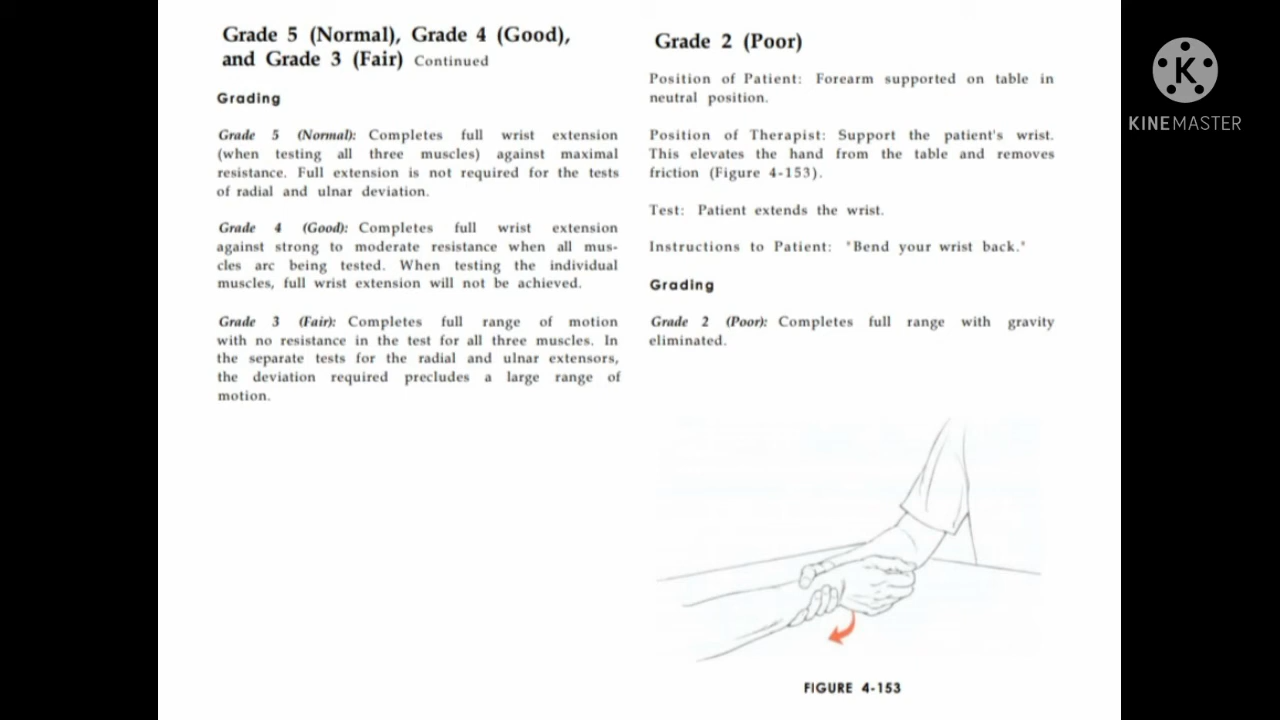 Grade 5 (Normal), Grade 4 (Good),
and Grade 3 (Fair) Continued
Grading
Grade 5 (Normal): Completes full wrist extension
(when testing all three muscles) against maximal
resistance. Full extension is not required for the tests
of radial and ulnar deviation.
Grade 4 (Good): Completes full wrist extension
against strong to moderate resistance when all mus-
cles arc being tested. When testing the individual
muscles, full wrist extension will not be achieved.
Grade 3 (Fair): Completes full range of motion
with no resistance in the test for all three muscles. In
the separate tests for the radial and ulnar extensors,
the deviation required precludes a large range of
motion.
Grade 2 (Poor)
Position of Patient: Forearm supported on table in
neutral position.
Position of Therapist: Support the patient's wrist.
This elevates the hand from the table and removes
friction (Figure 4-153).
Test: Patient extends the wrist.
Instructions to Patient: "Bend your wrist back."
Grading
Grade 2 (Poor): Completes full range with gravity
eliminated.
FIGURE 4-153
K
KINEMASTER